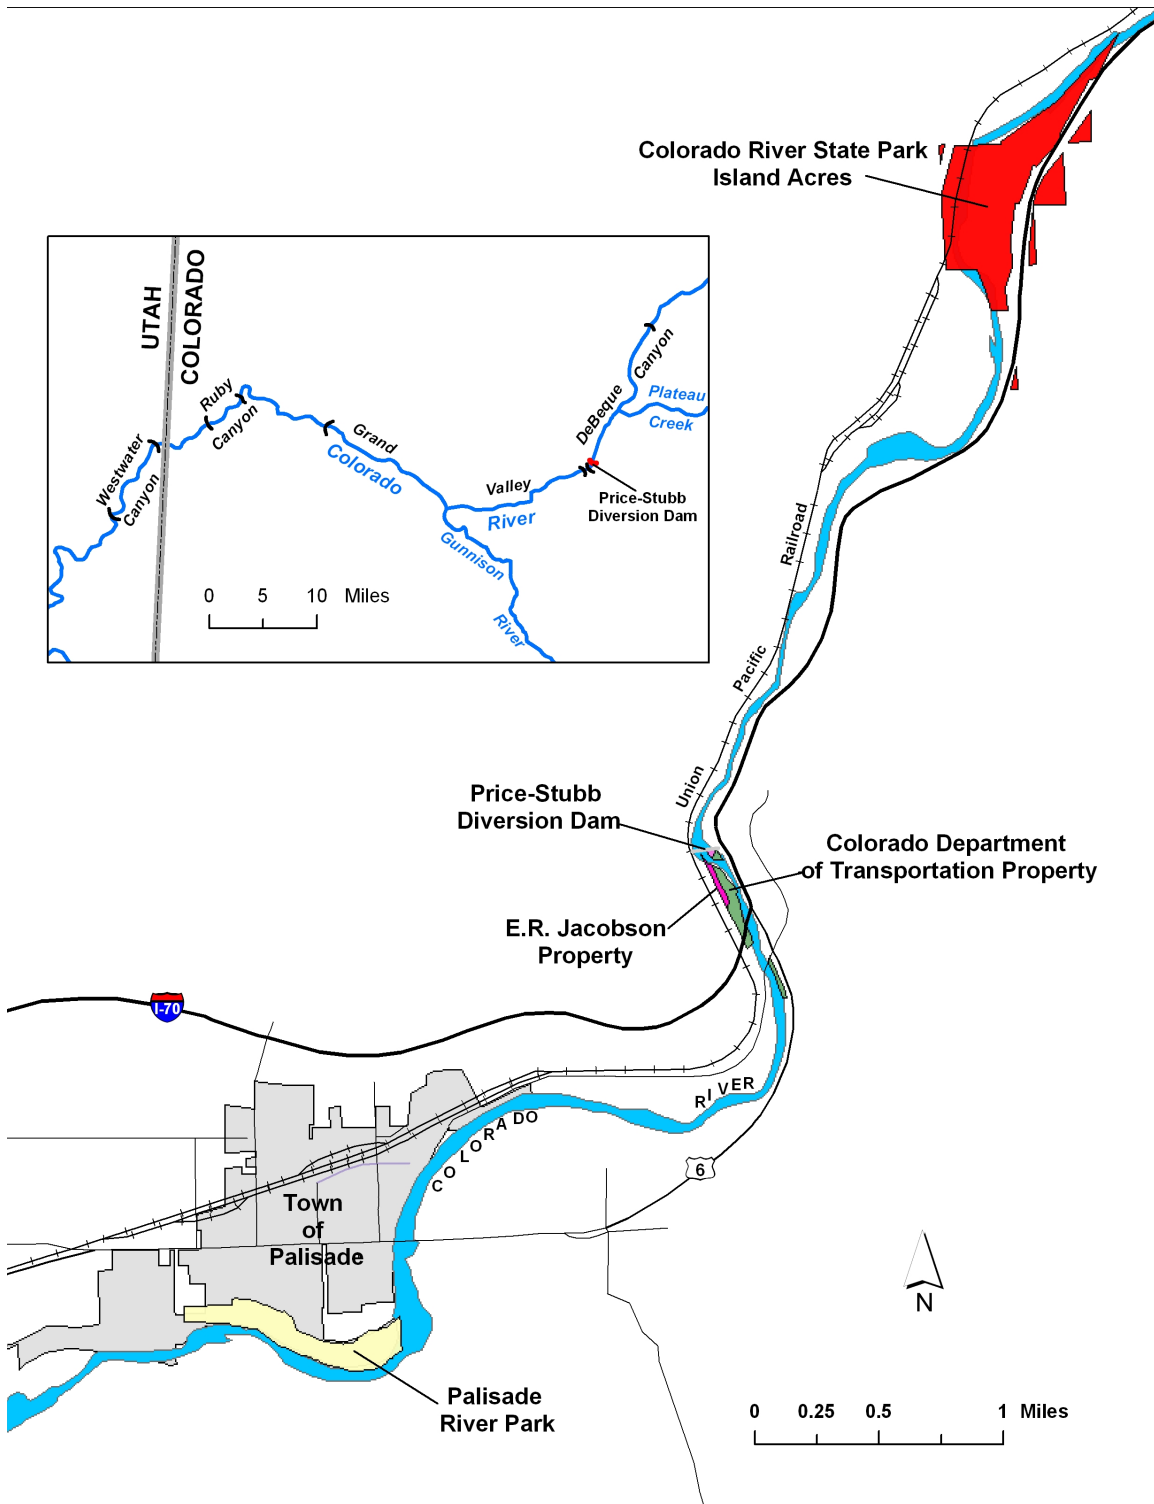 Colorado River State Park
Island Acres
UTAH
COLORADO
Ruby
Canyon
Westwater
Canyon
Grand
Colorado
Valley
River
Gunnison
River
DeBeque
Canyon
Plateau
Creek
Price-Stubb
Diversion Dam
0 5 10 Miles
Railroad
Pacific
Union
Price-Stubb
Diversion Dam
Colorado Department
of Transportation Property
E.R. Jacobson
Property
I-70
COLORADO
RIVER
6
Town
of
Palisade
N
Palisade
River Park
0 0.25 0.5 1 Miles